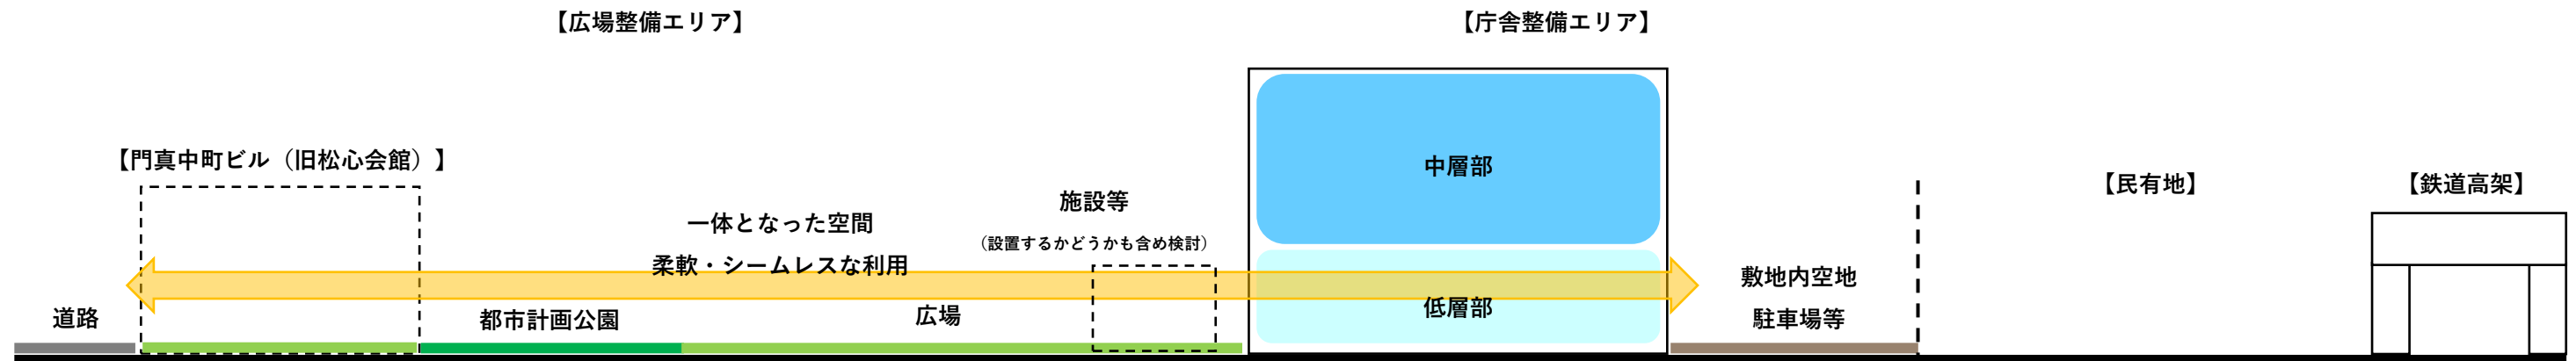 【広場整備エリア】
【庁舎整備エリア】
【門真中町ビル（旧松心会館）】
一体となった空間
柔軟・シームレスな利用
施設等
（設置するかどうかも含め検討）
中層部
低層部
道路
都市計画公園
広場
敷地内空地
駐車場等
【民有地】
【鉄道高架】